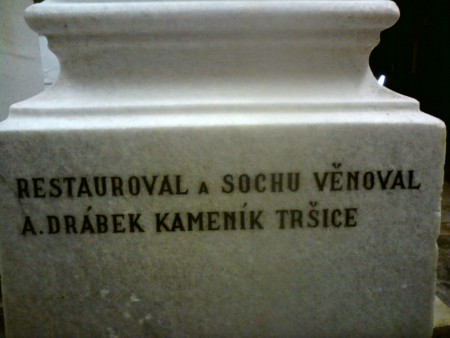 RESTAUROVAL A SOCHU VĚNOVAL
A. DRÁBEK KAMENÍK TRŠICE